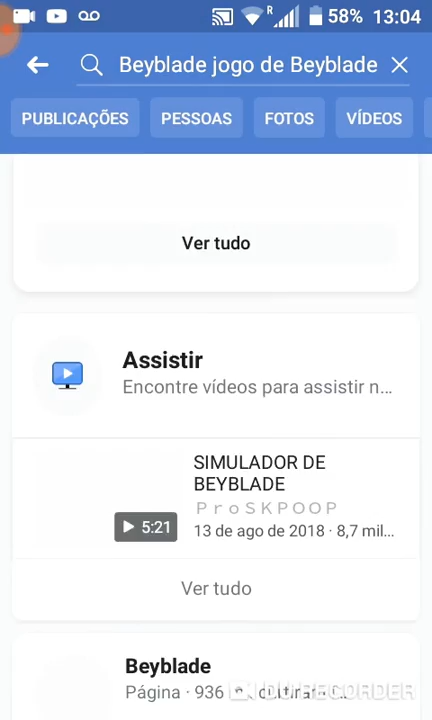 R
58% 13:04
Beyblade jogo de Beyblade
PUBLICAÇÕES PESSOAS FOTOS VÍDEOS
Ver tudo
Assistir
Encontre vídeos para assistir n...
SIMULADOR DE
BEYBLADE
ProSKPOOP
5:21
13 de ago de 2018 · 8,7 mil...
Ver tudo
Beyblade
Página · 936
RECORDER